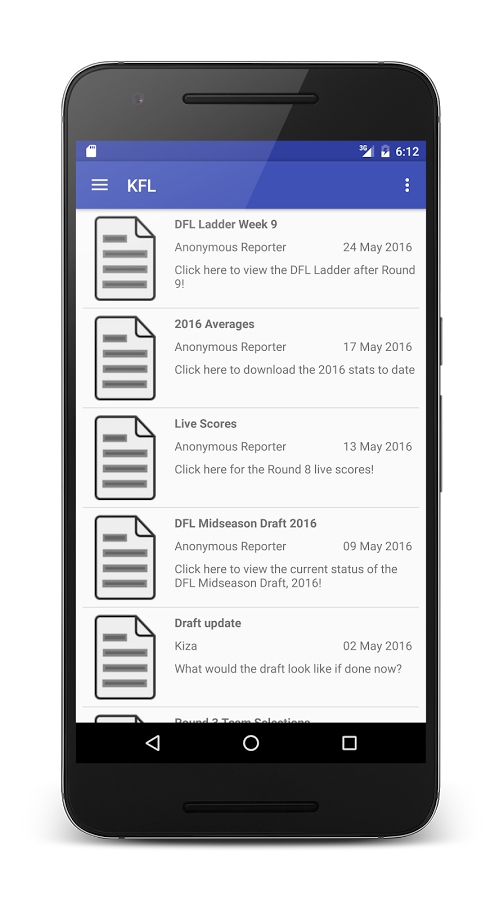 3G 6:12
KFL
DFL Ladder Week 9
Anonymous Reporter 24 May 2016
Click here to view the DFL Ladder after Round
9!
2016 Averages
Anonymous Reporter 17 May 2016
Click here to download the 2016 stats to date
Live Scores
Anonymous Reporter 13 May 2016
Click here for the Round 8 live scores!
DFL Midseason Draft 2016
Anonymous Reporter 09 May 2016
Click here to view the current status of the
DFL Midseason Draft, 2016!
Draft update
Kiza 02 May 2016
What would the draft look like if done now?
Round 3 Team Selections